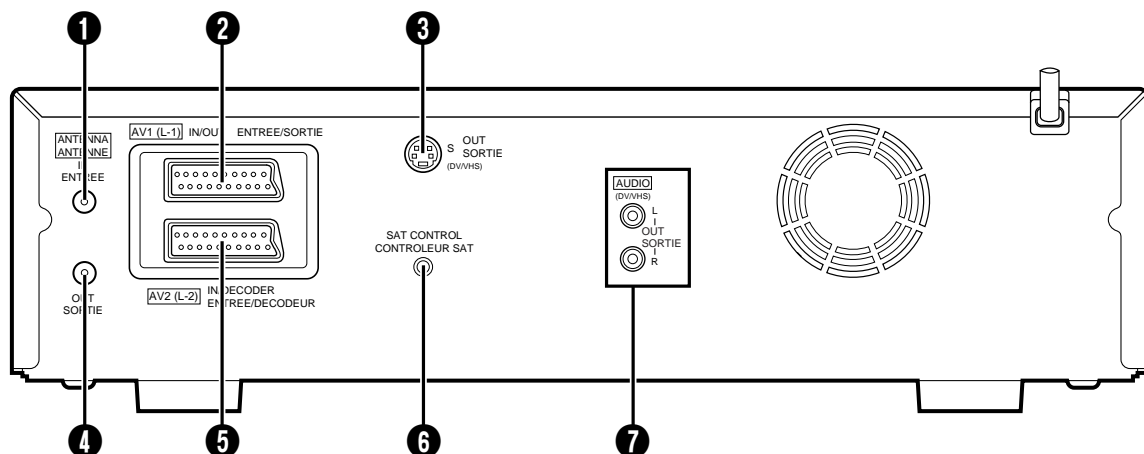 1
2
3
AV1 (L-1) IN/OUT ENTREE/SORTIE
ANTENNA
ANTENNE
IN
ENTREE
S OUT
SORTIE
(DV/VHS)
AUDIO
(DV/VHS)
L
OUT
SORTIE
R
SAT CONTROL
CONTROLEUR SAT
AV2 (L-2) IN/DECODER
ENTREE/DECODEUR
OUT
SORTIE
4
5
6
7